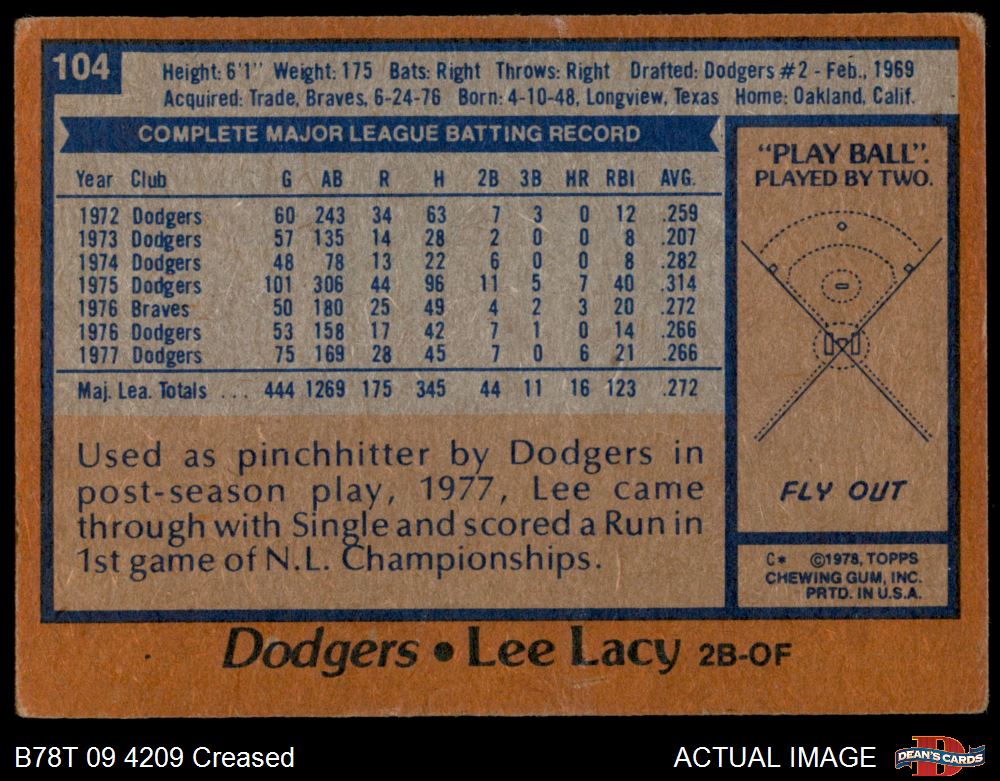 104
Height: 6'1" Weight: 175 Bats: Right Throws: Right Drafted: Dodgers #2 - Feb., 1969
Acquired: Trade, Braves, 6-24-76 Born: 4-10-48, Longview, Texas Home: Oakland, Calif.
COMPLETE MAJOR LEAGUE BATTING RECORD
Year Club G AB R H 2B 3B HR RBI AVG.
1972 Dodgers 60 243 34 63 7 3 0 12 .259
1973 Dodgers 57 135 14 28 2 0 0 8 .207
1974 Dodgers 48 78 13 22 6 0 0 8 .282
1975 Dodgers 101 306 44 96 11 5 7 40 .314
1976 Braves 50 180 25 49 4 2 3 20 .272
1976 Dodgers 53 158 17 42 7 1 0 14 .266
1977 Dodgers 75 169 28 45 7 0 6 21 .266
Maj. Lea. Totals ... 444 1269 175 345 44 11 16 123 .272
Used as pinchhitter by Dodgers in
post-season play, 1977, Lee came
through with Single and scored a Run in
1st game of N.L. Championships.
"PLAY BALL".
PLAYED BY TWO.
FLY OUT
C* ©1978, TOPPS
CHEWING GUM, INC.
PRTD. IN U.S.A.
Dodgers • Lee Lacy 2B-OF
B78T 09 4209 Creased
ACTUAL IMAGE
D
DEAN'S CARDS